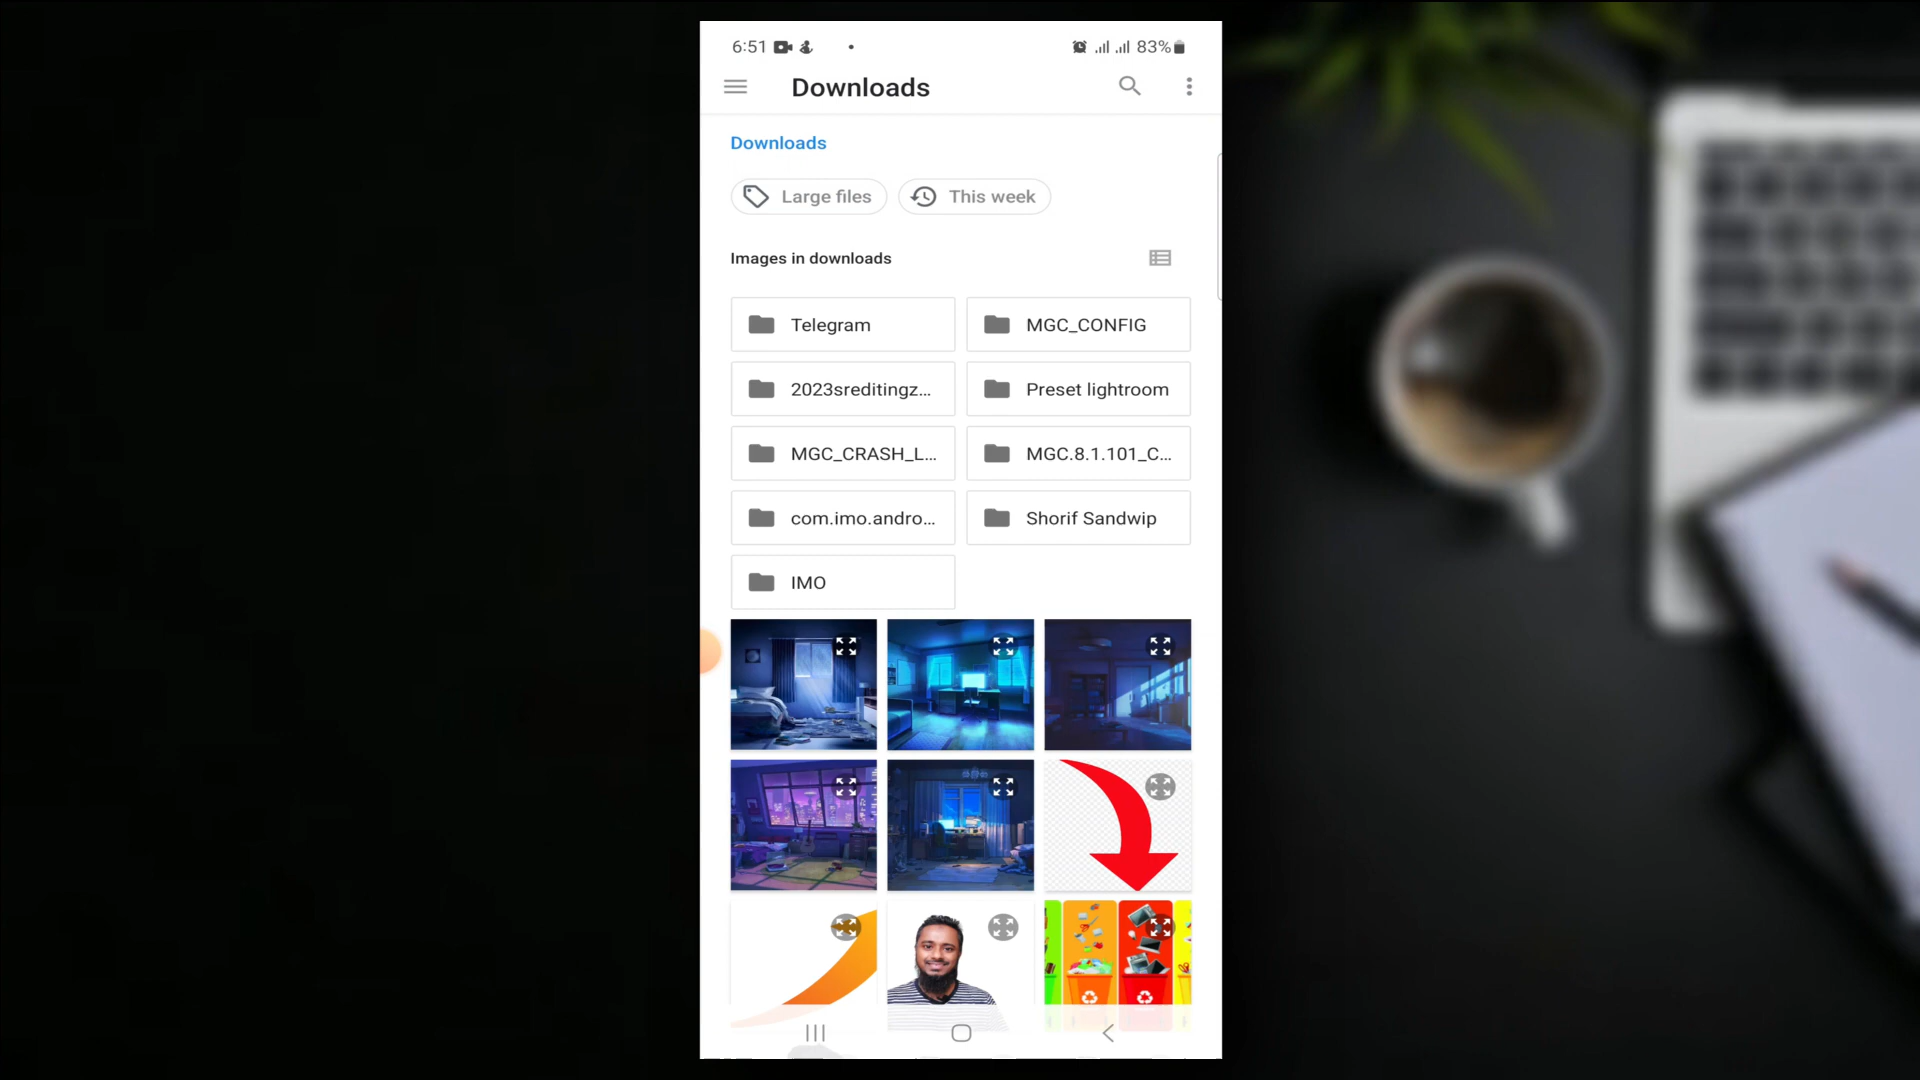 6:51 83%
Downloads
Downloads
Large files This week
Images in downloads
Telegram MGC_CONFIG
2023sreditingz... Preset lightroom
MGC_CRASH_L... MGC.8.1.101_C...
com.imo.andro... Shorif Sandwip
IMO